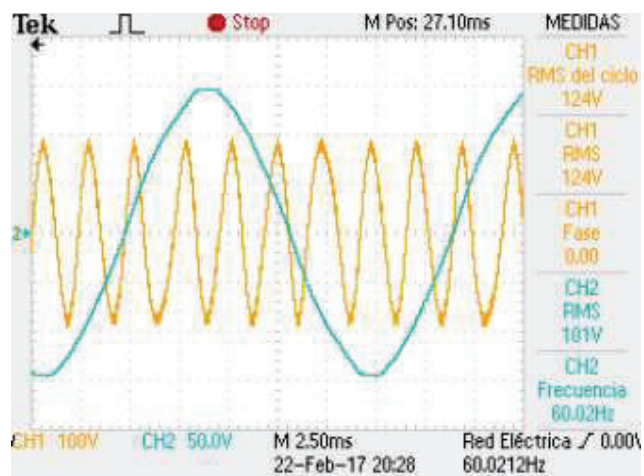 Tek
Stop
M Pos: 27.10ms
MEDIDAS
CH1
RMS del ciclo
124V
CH1
RMS
124V
CH1
Fase
0.00
CH2
RMS
101V
CH2
Frecuencia
60.02Hz
2
CH1 100V
CH2 50.0V
M 2.50ms
Red Eléctrica
0.00V
22-Feb-17 20:28
60.0212Hz